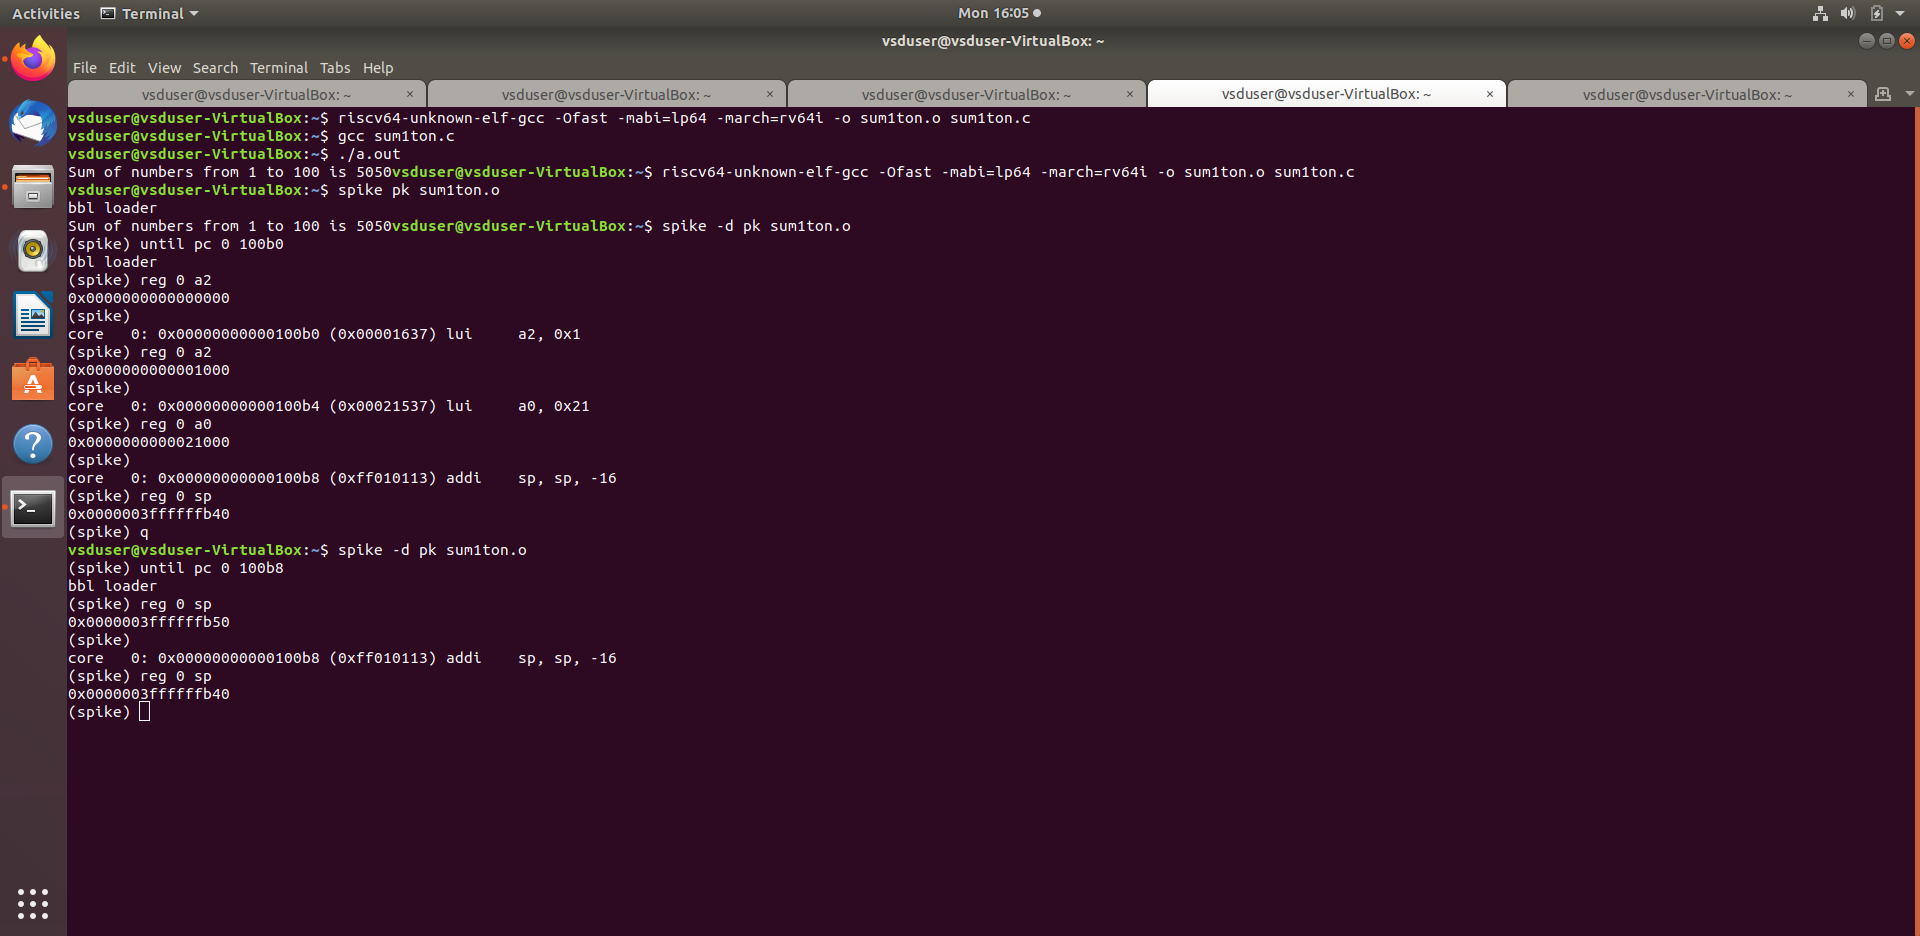 Activities Terminal Mon 16:05
vsduser@vsduser-VirtualBox: ~
File Edit View Search Terminal Tabs Help
vsduser@vsduser-VirtualBox: ~ × vsduser@vsduser-VirtualBox: ~ × vsduser@vsduser-VirtualBox: ~ × vsduser@vsduser-VirtualBox: ~ × vsduser@vsduser-VirtualBox: ~ ×
vsduser@vsduser-VirtualBox:~$ riscv64-unknown-elf-gcc -Ofast -mabi=lp64 -march=rv64i -o sum1ton.o sum1ton.c
vsduser@vsduser-VirtualBox:~$ gcc sum1ton.c
vsduser@vsduser-VirtualBox:~$ ./a.out
Sum of numbers from 1 to 100 is 5050vsduser@vsduser-VirtualBox:~$ riscv64-unknown-elf-gcc -Ofast -mabi=lp64 -march=rv64i -o sum1ton.o sum1ton.c
vsduser@vsduser-VirtualBox:~$ spike pk sum1ton.o
bbl loader
Sum of numbers from 1 to 100 is 5050vsduser@vsduser-VirtualBox:~$ spike -d pk sum1ton.o
(spike) until pc 0 100b0
bbl loader
(spike) reg 0 a2
0x0000000000000000
(spike)
core   0: 0x00000000000100b0 (0x00001637) lui     a2, 0x1
(spike) reg 0 a2
0x0000000000001000
(spike)
core   0: 0x00000000000100b4 (0x00021537) lui     a0, 0x21
(spike) reg 0 a0
0x0000000000021000
(spike)
core   0: 0x00000000000100b8 (0xff010113) addi    sp, sp, -16
(spike) reg 0 sp
0x0000003ffffffb40
(spike) q
vsduser@vsduser-VirtualBox:~$ spike -d pk sum1ton.o
(spike) until pc 0 100b8
bbl loader
(spike) reg 0 sp
0x0000003ffffffb50
(spike)
core   0: 0x00000000000100b8 (0xff010113) addi    sp, sp, -16
(spike) reg 0 sp
0x0000003ffffffb40
(spike)